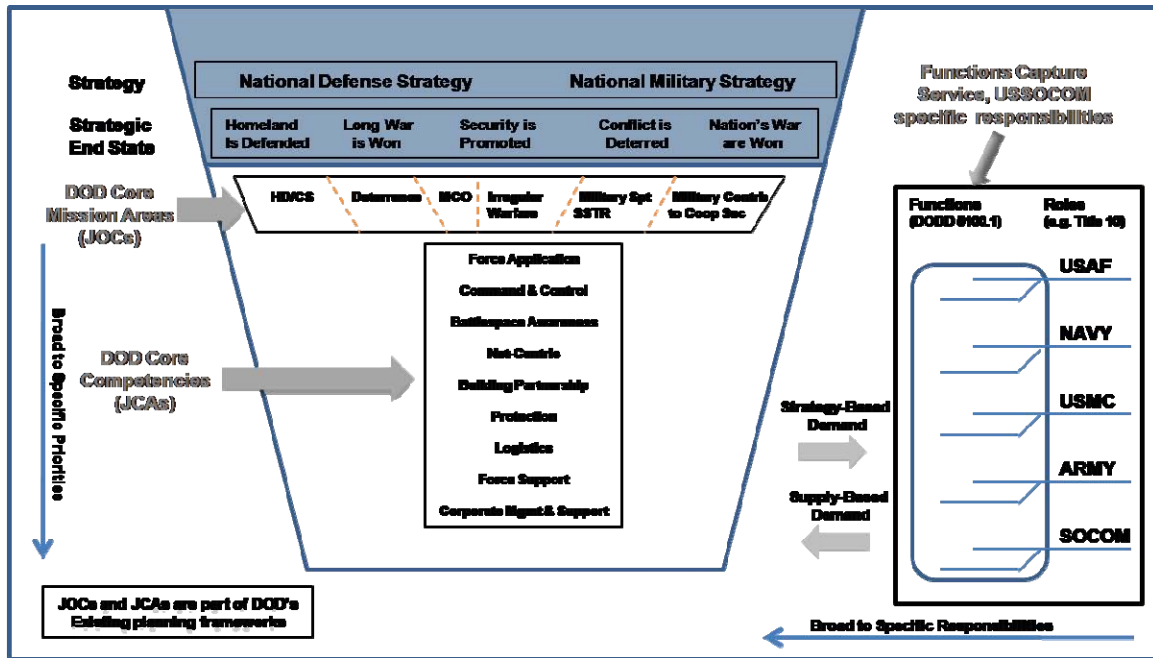 Strategy
National Defense Strategy
National Military Strategy
Strategic
End State
Homeland
Is Defended
Long War
is Won
Security is
Promoted
Conflict is
Deterred
Nation's War
are Won
DOD Core
Mission Areas
(JOCs)
HD/CS
Deterrence
MCO
Irregular
Warfare
Military Spt
SSTR
Military Contrib
to Coop Sec
Force Application
Command & Control
Battlespace Awareness
Net-Centric
Building Partnership
Protection
Logistics
Force Support
Corporate Mgmt & Support
DOD Core
Competencies
(JCAs)
Broad to Specific Priorities
JOCs and JCAs are part of DOD's
Existing planning frameworks
Functions Capture
Service, USSOCOM
specific responsibilities
Functions
(DODD 5100.1)
Roles
(e.g. Title 10)
USAF
NAVY
USMC
ARMY
SOCOM
Strategy-Based
Demand
Supply-Based
Demand
Broad to Specific Responsibilities